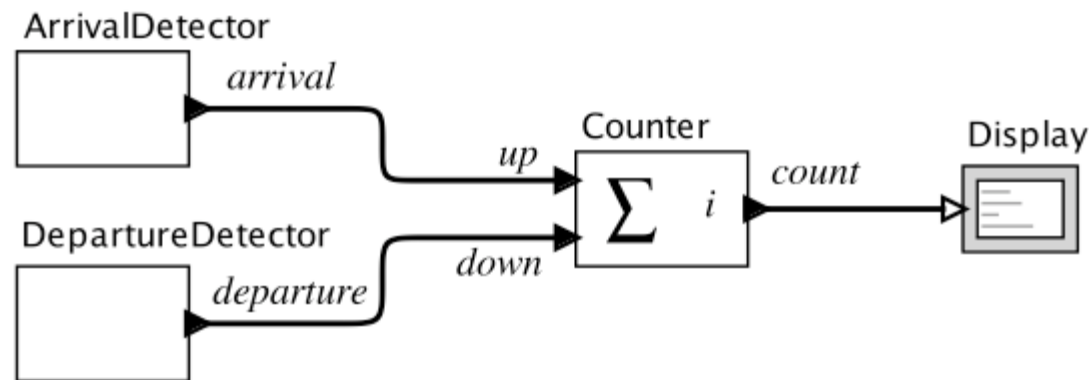 ArrivalDetector
arrival
Counter
Display
up
count
∑ i
DepartureDetector
down
departure